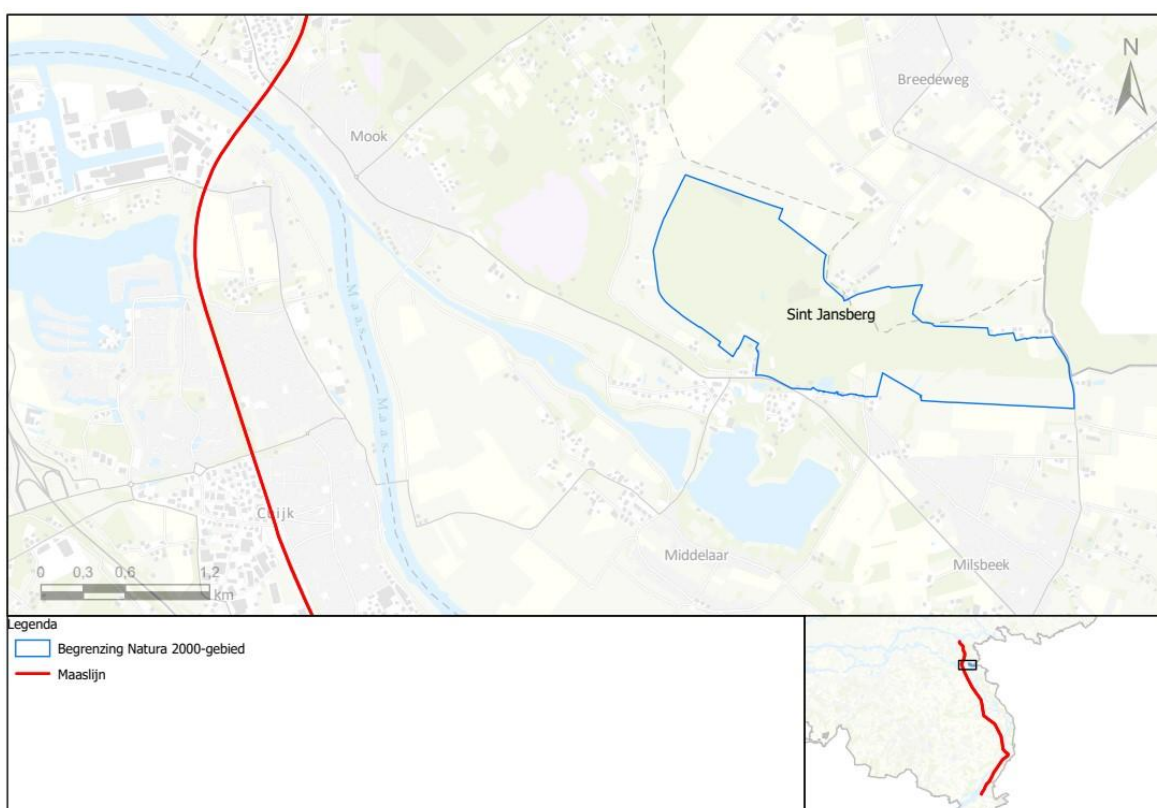 N
Breedeweg
Mook
Maas
Sint Jansberg
Maas
Cuijk
Middelaar
Milsbeek
0 0,3 0,6 1,2
km
Legenda
Begrenzing Natura 2000-gebied
Maaslijn